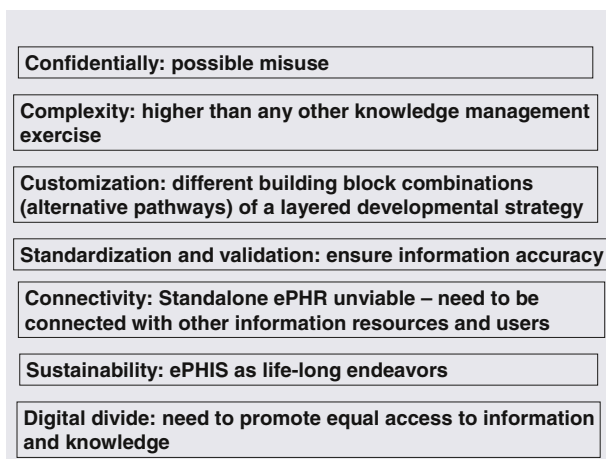 Confidentially: possible misuse
Complexity: higher than any other knowledge management
exercise
Customization: different building block combinations
(alternative pathways) of a layered developmental strategy
Standardization and validation: ensure information accuracy
Connectivity: Standalone ePHR unviable – need to be
connected with other information resources and users
Sustainability: ePHIS as life-long endeavors
Digital divide: need to promote equal access to information
and knowledge